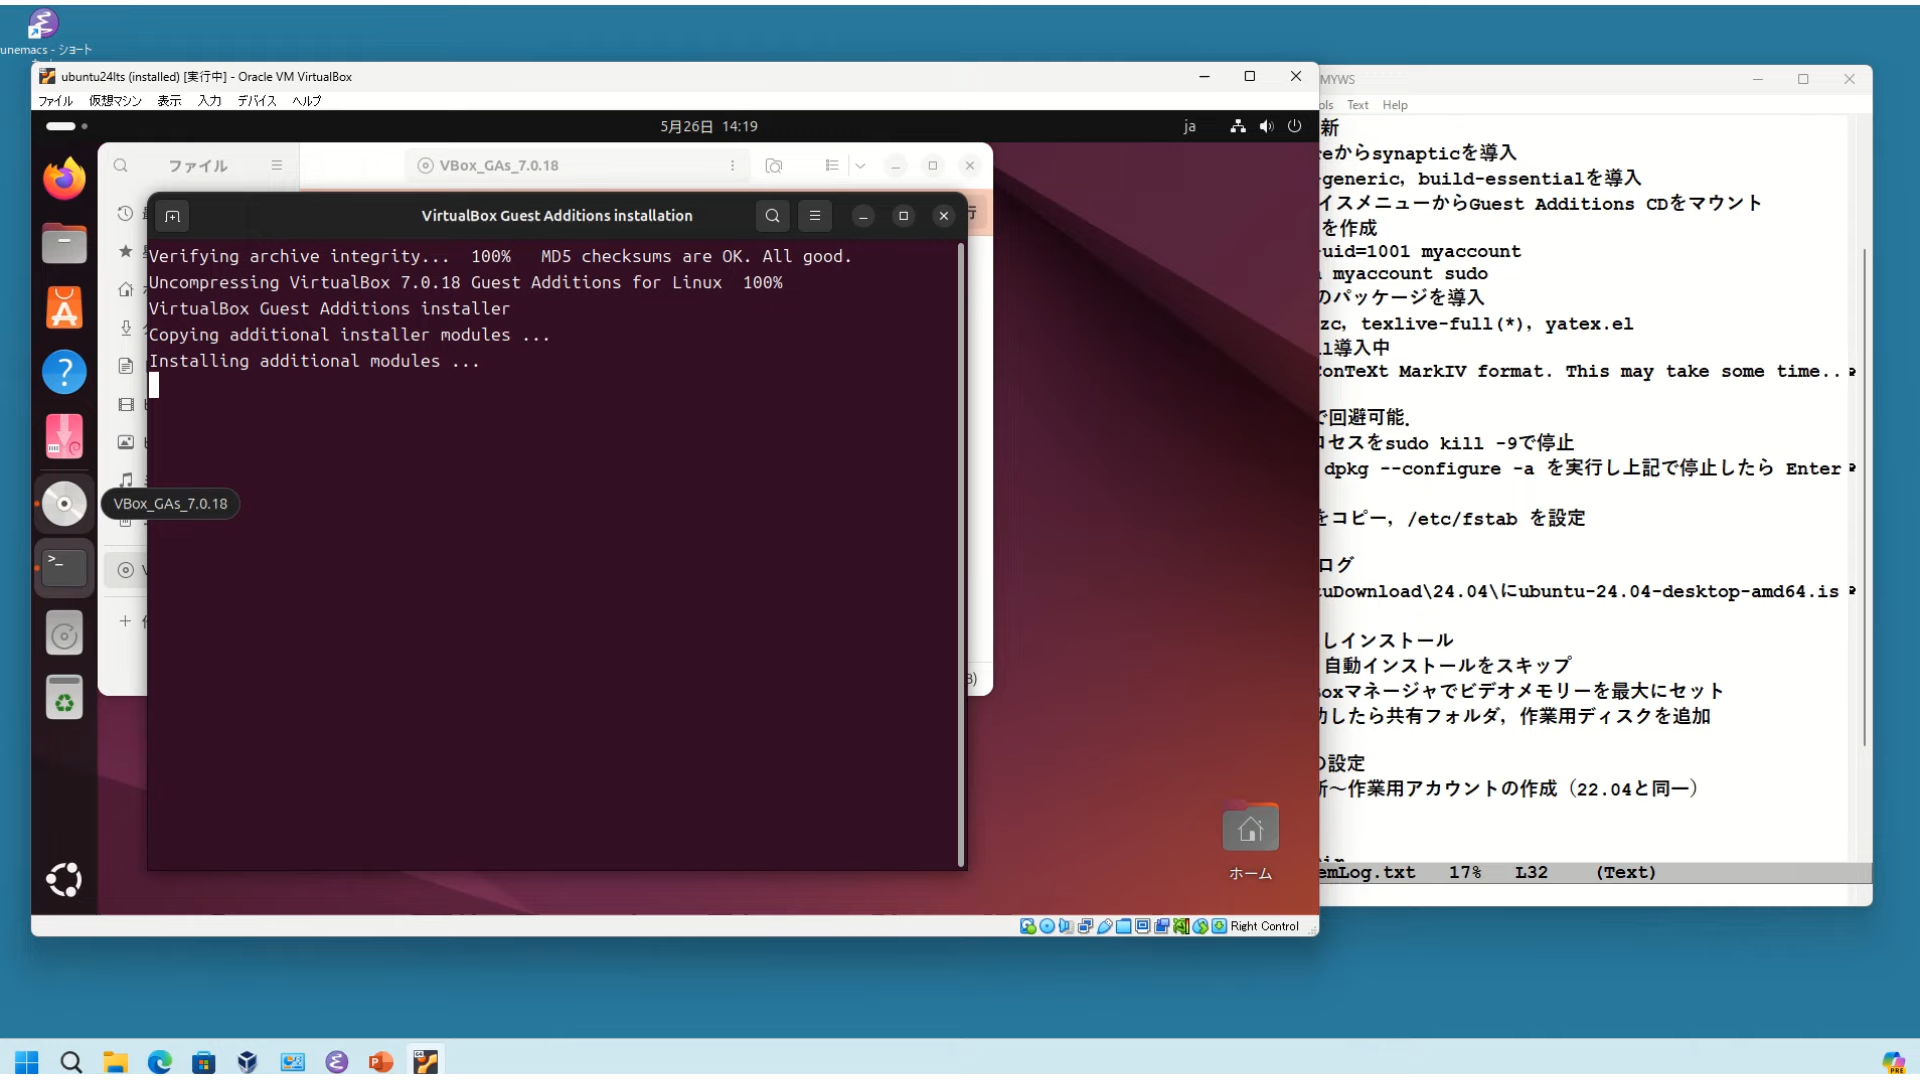 unemacs - ショート
ubuntu24lts (installed) [実行中] - Oracle VM VirtualBox
ファイル 仮想マシン 表示 入力 デバイス ヘルプ
5月26日 14:19
ja
ファイル
VBox_GAs_7.0.18
行
VirtualBox Guest Additions installation
Verifying archive integrity... 100% MD5 checksums are OK. All good.
Uncompressing VirtualBox 7.0.18 Guest Additions for Linux 100%
VirtualBox Guest Additions installer
Copying additional installer modules ...
Installing additional modules ...
VBox_GAs_7.0.18
ホーム
Right Control
MYWS
ols Text Help
新
reからsynapticを導入
generic, build-essentialを導入
イスメニューからGuest Additions CDをマウント
を作成
uid=1001 myaccount
myaccount sudo
のパッケージを導入
zc, texlive-full(*), yatex.el
ll導入中
ConTeXt MarkIV format. This may take some time..
で回避可能.
ロセスをsudo kill -9で停止
dpkg --configure -a を実行し上記で停止したら Enter
をコピー, /etc/fstab を設定
ログ
tuDownload\24.04\にubuntu-24.04-desktop-amd64.is
しインストール
自動インストールをスキップ
Boxマネージャでビデオメモリーを最大にセット
功したら共有フォルダ, 作業用ディスクを追加
の設定
新～作業用アカウントの作成（22.04と同一）
emLog.txt 17% L32 (Text)
PRE